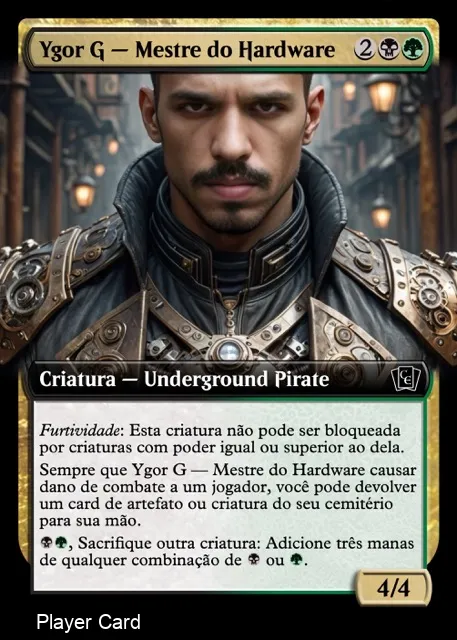 Ygor G — Mestre do Hardware 2
Criatura — Underground Pirate
CE
Furtividade: Esta criatura não pode ser bloqueada
por criaturas com poder igual ou superior ao dela.
Sempre que Ygor G — Mestre do Hardware causar
dano de combate a um jogador, você pode devolver
um card de artefato ou criatura do seu cemitério
para sua mão.
, Sacrifique outra criatura: Adicione três manas
de qualquer combinação de ou .
4/4
Player Card